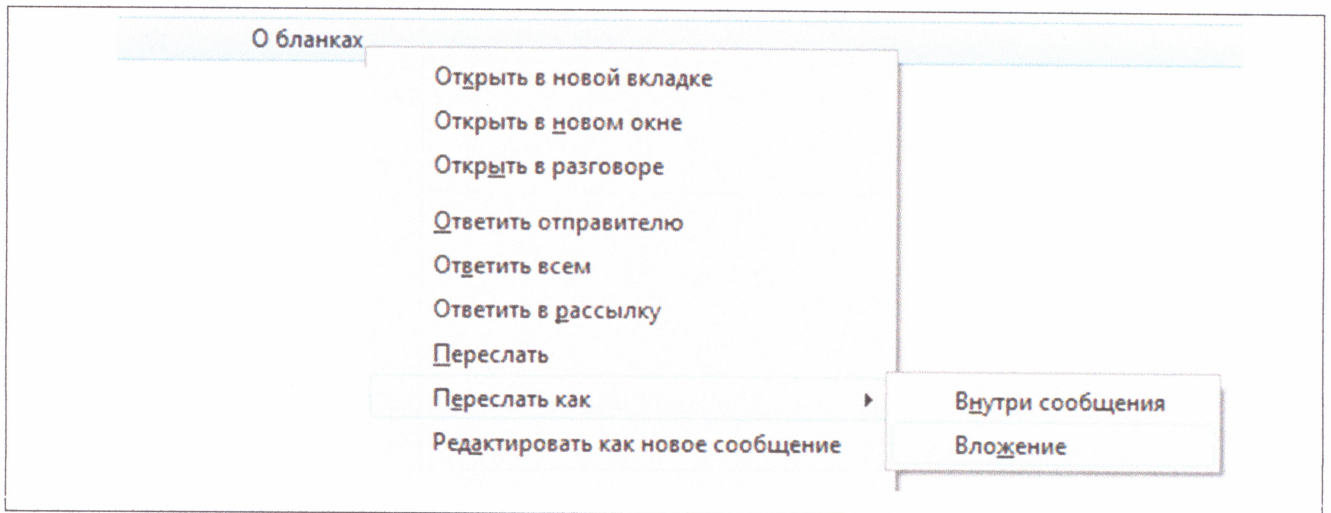 О бланках
Открыть в новой вкладке
Открыть в новом окне
Открыть в разговоре
Ответить отправителю
Ответить всем
Ответить в рассылку
Переслать
Переслать как
Внутри сообщения
Редактировать как новое сообщение
Вложение